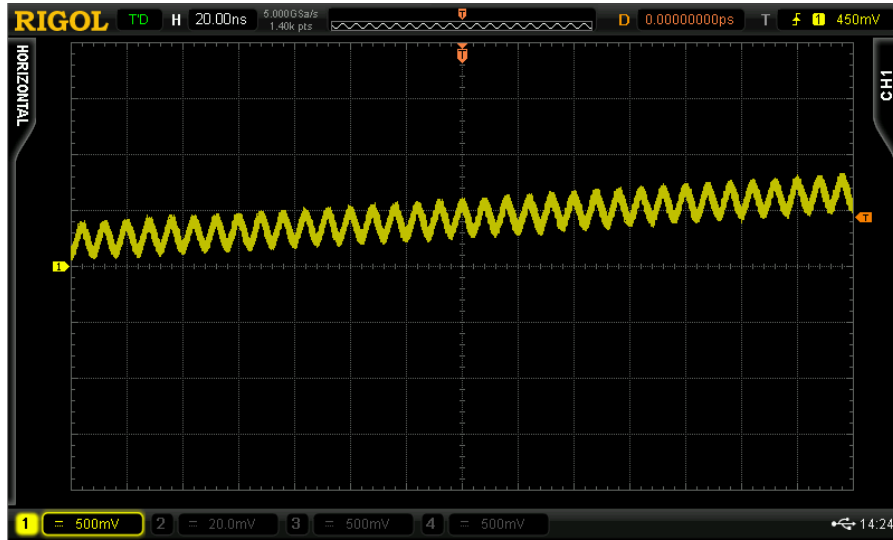 RIGOL T'D H 20.00ns 5.000GSa/s D 0.00000000ps T 1 450mV
1.40k pts
T
HORIZONTAL
CH1
T
1
1 = 500mV 2 = 20.0mV 3 = 500mV 4 = 500mV 14:24